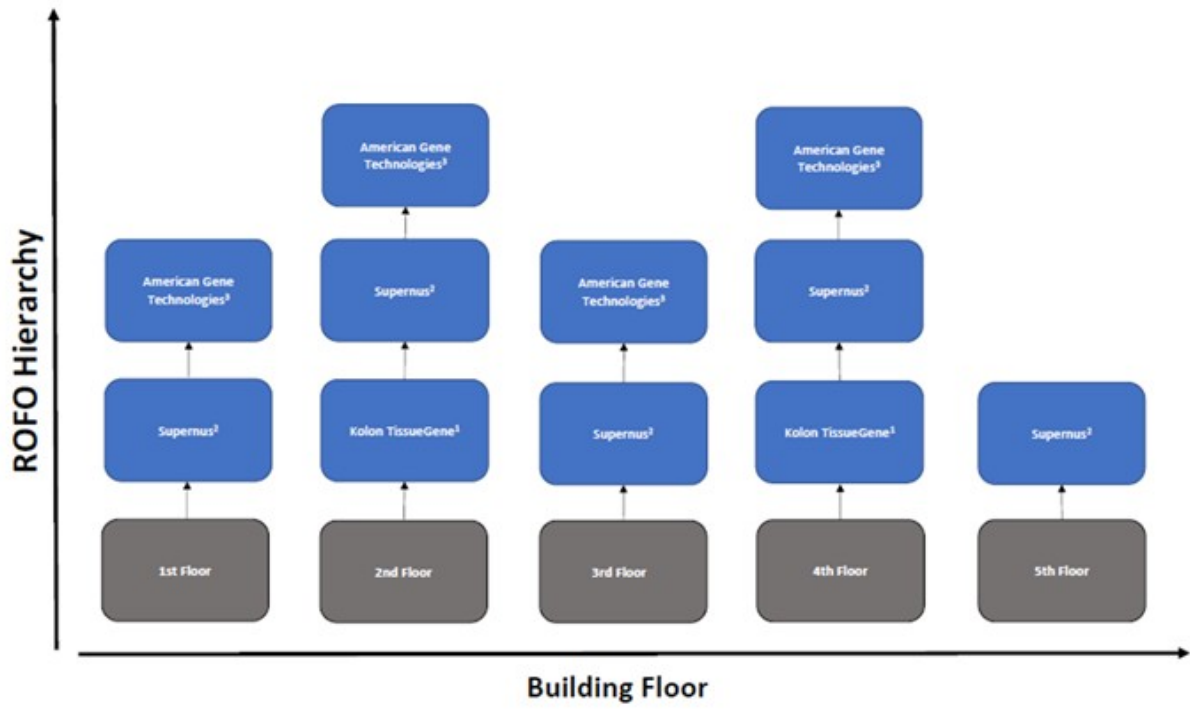 American Gene
Technologies³
American Gene
Technologies³
American Gene
Technologies³
Supernus²
American Gene
Technologies³
Supernus²
Supernus²
Kolon TissueGene¹
Supernus²
Kolon TissueGene¹
Supernus²
1st Floor
2nd Floor
3rd Floor
4th Floor
5th Floor
ROFO Hierarchy
Building Floor